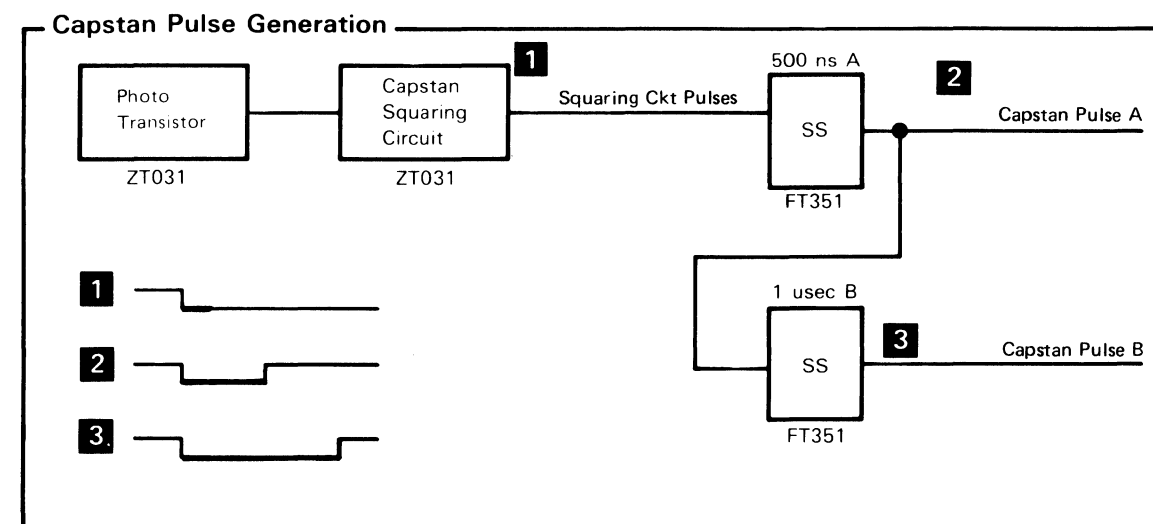 Capstan Pulse Generation
Photo
Transistor
ZT031
Capstan
Squaring
Circuit
ZT031
1
Squaring Ckt Pulses
500 ns A
SS
FT351
2
Capstan Pulse A
1 usec B
SS
FT351
3
Capstan Pulse B
1
2
3.